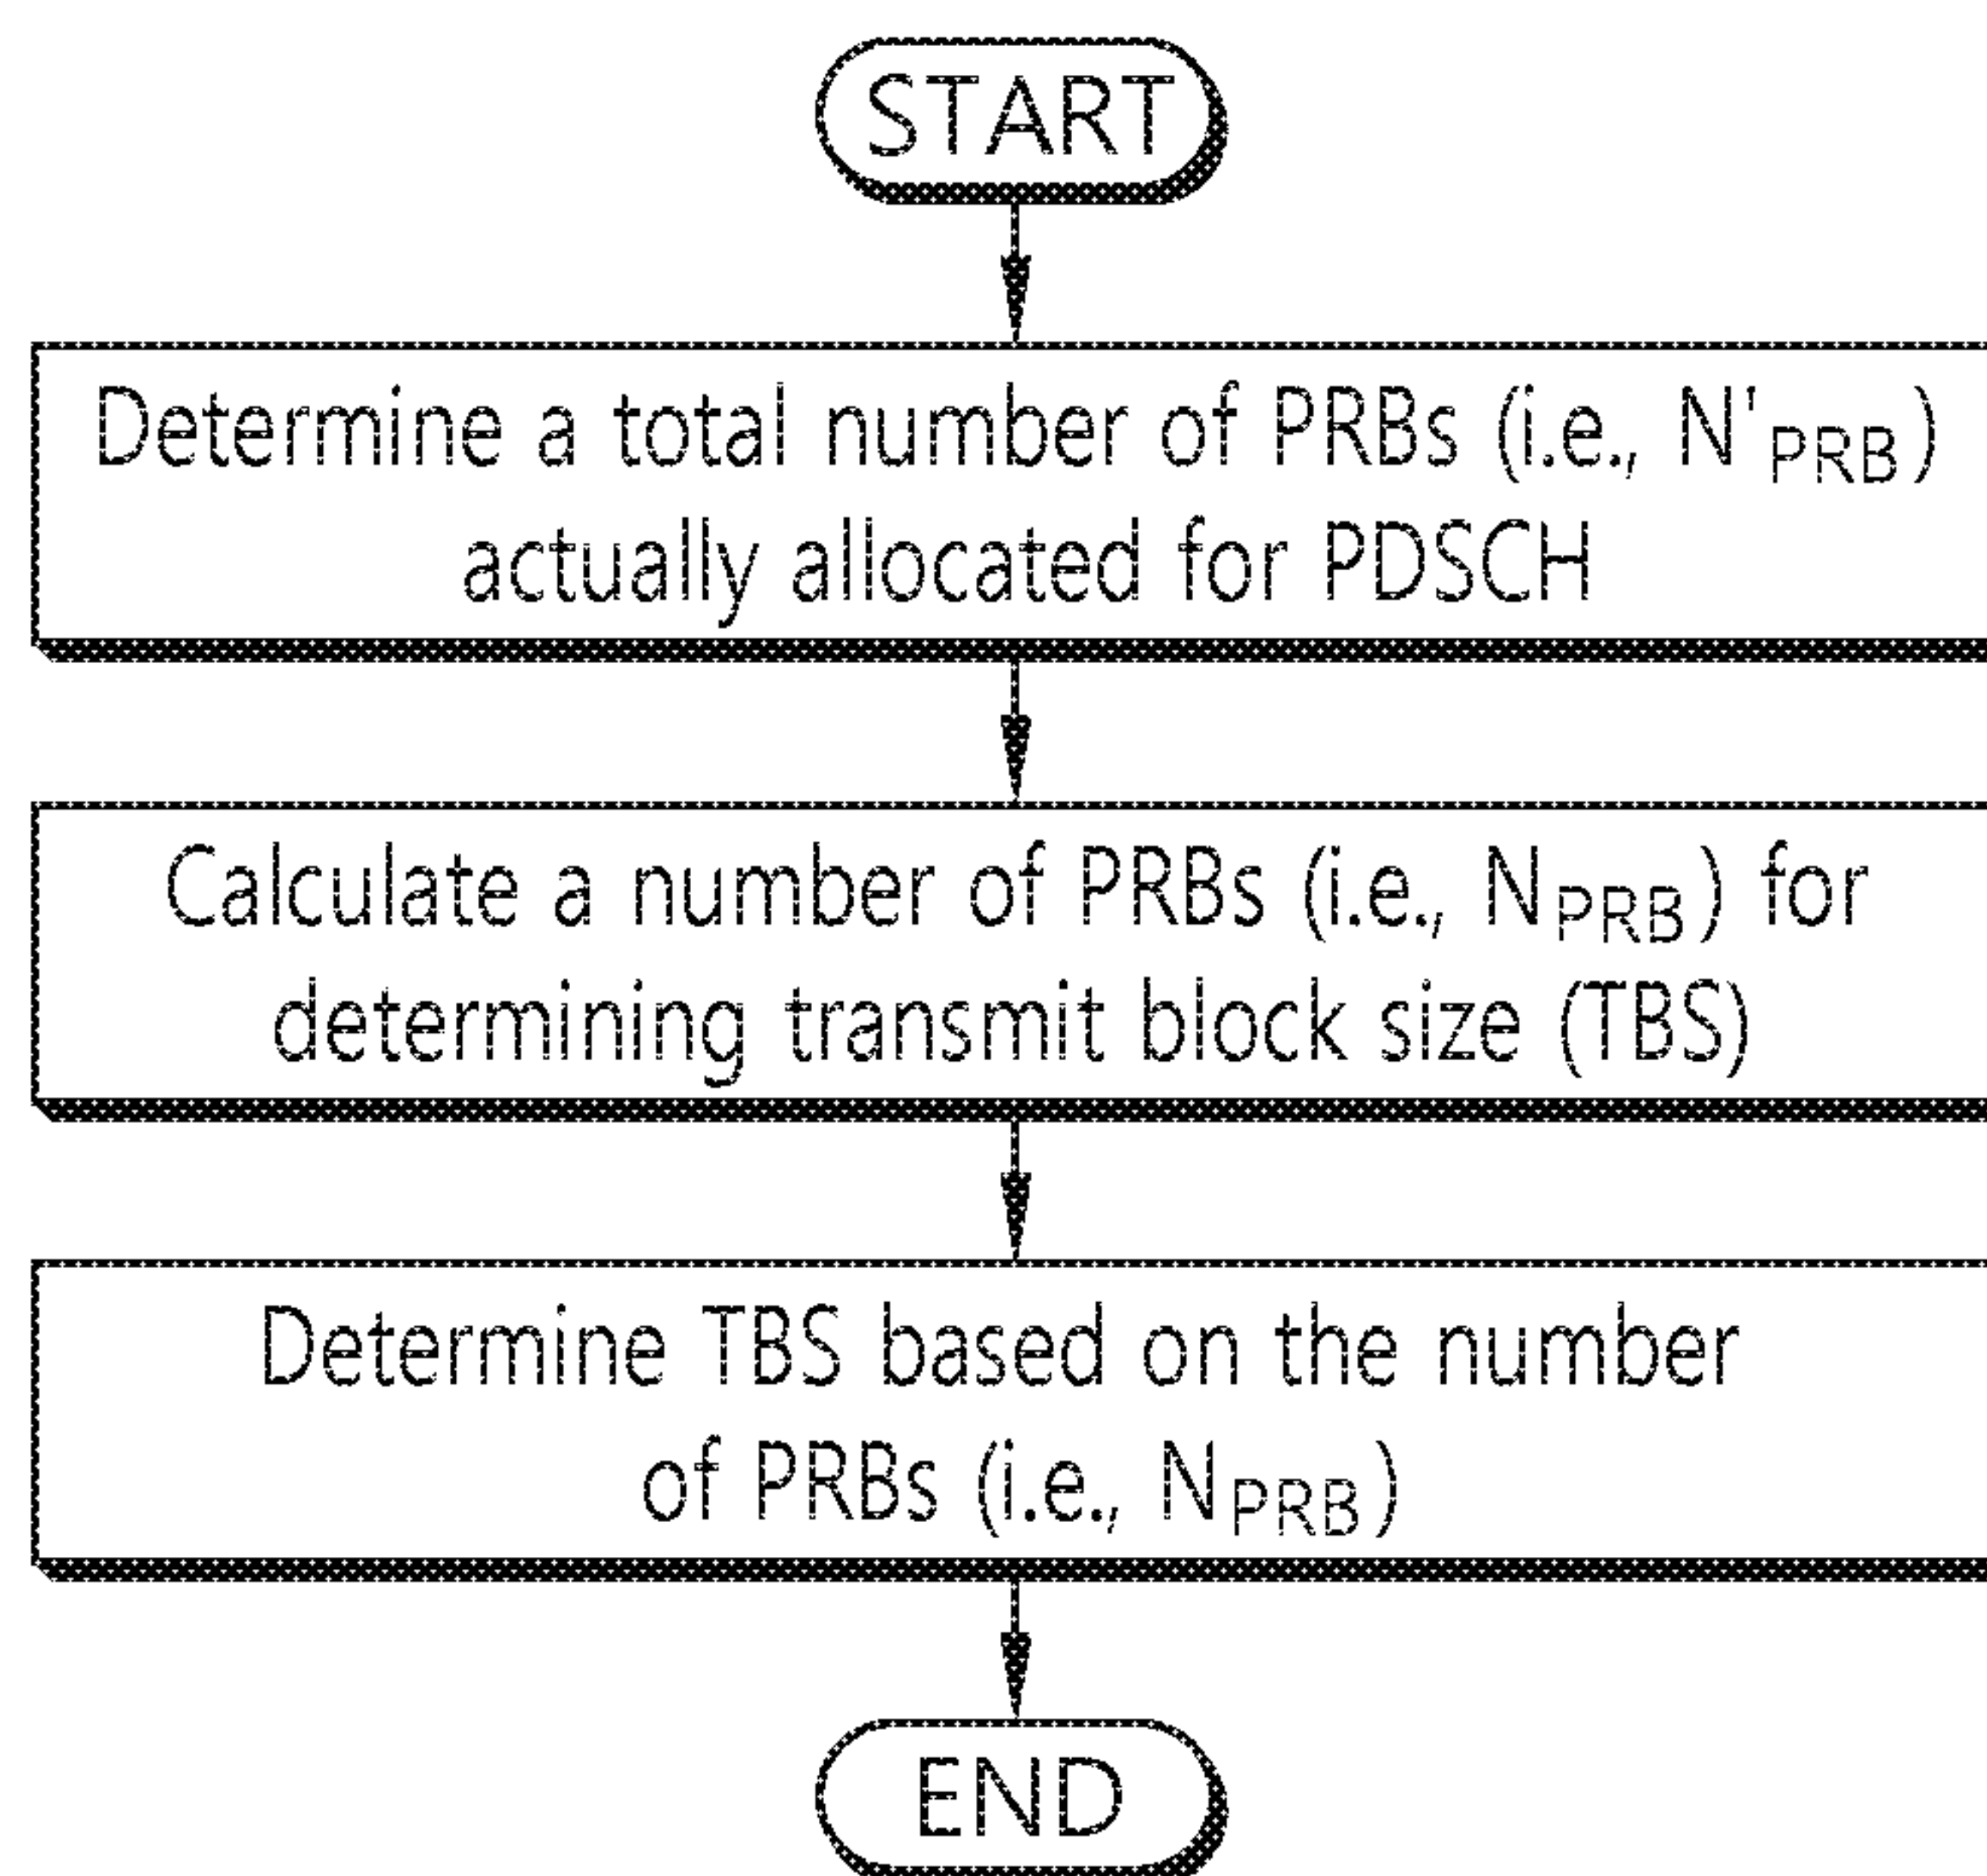 START
Determine a total number of PRBs (i.e., N'PRB)
actually allocated for PDSCH
Calculate a number of PRBs (i.e., NPRB) for
determining transmit block size (TBS)
Determine TBS based on the number
of PRBs (i.e., NPRB)
END